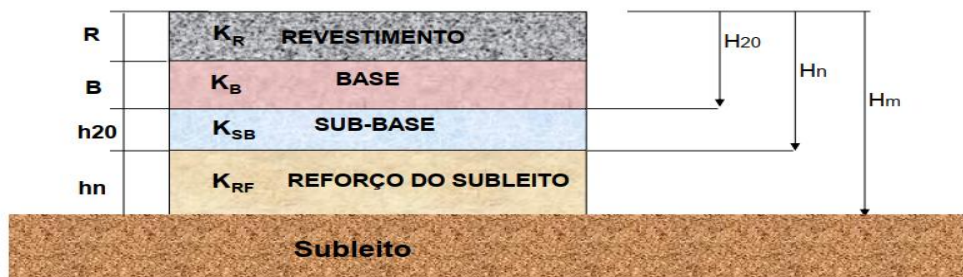 R K_R REVESTIMENTO H20
B K_B BASE Hn
Hm
h20 K_SB SUB-BASE
hn K_RF REFORÇO DO SUBLEITO
Subleito